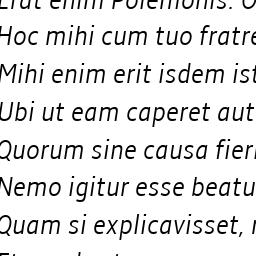 Erat enim Polemonis.
Hoc mihi cum tuo fratre
Mihi enim erit isdem ist
Ubi ut eam caperet aut
Quorum sine causa fieri
Nemo igitur esse beatu
Quam si explicavisset,